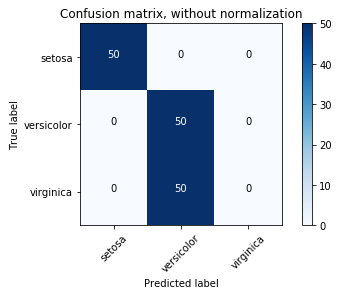 Confusion matrix, without normalization
setosa
versicolor
virginica
True label
50 0 0
0 50 0
0 50 0
setosa
versicolor
virginica
Predicted label
50
40
30
20
10
0